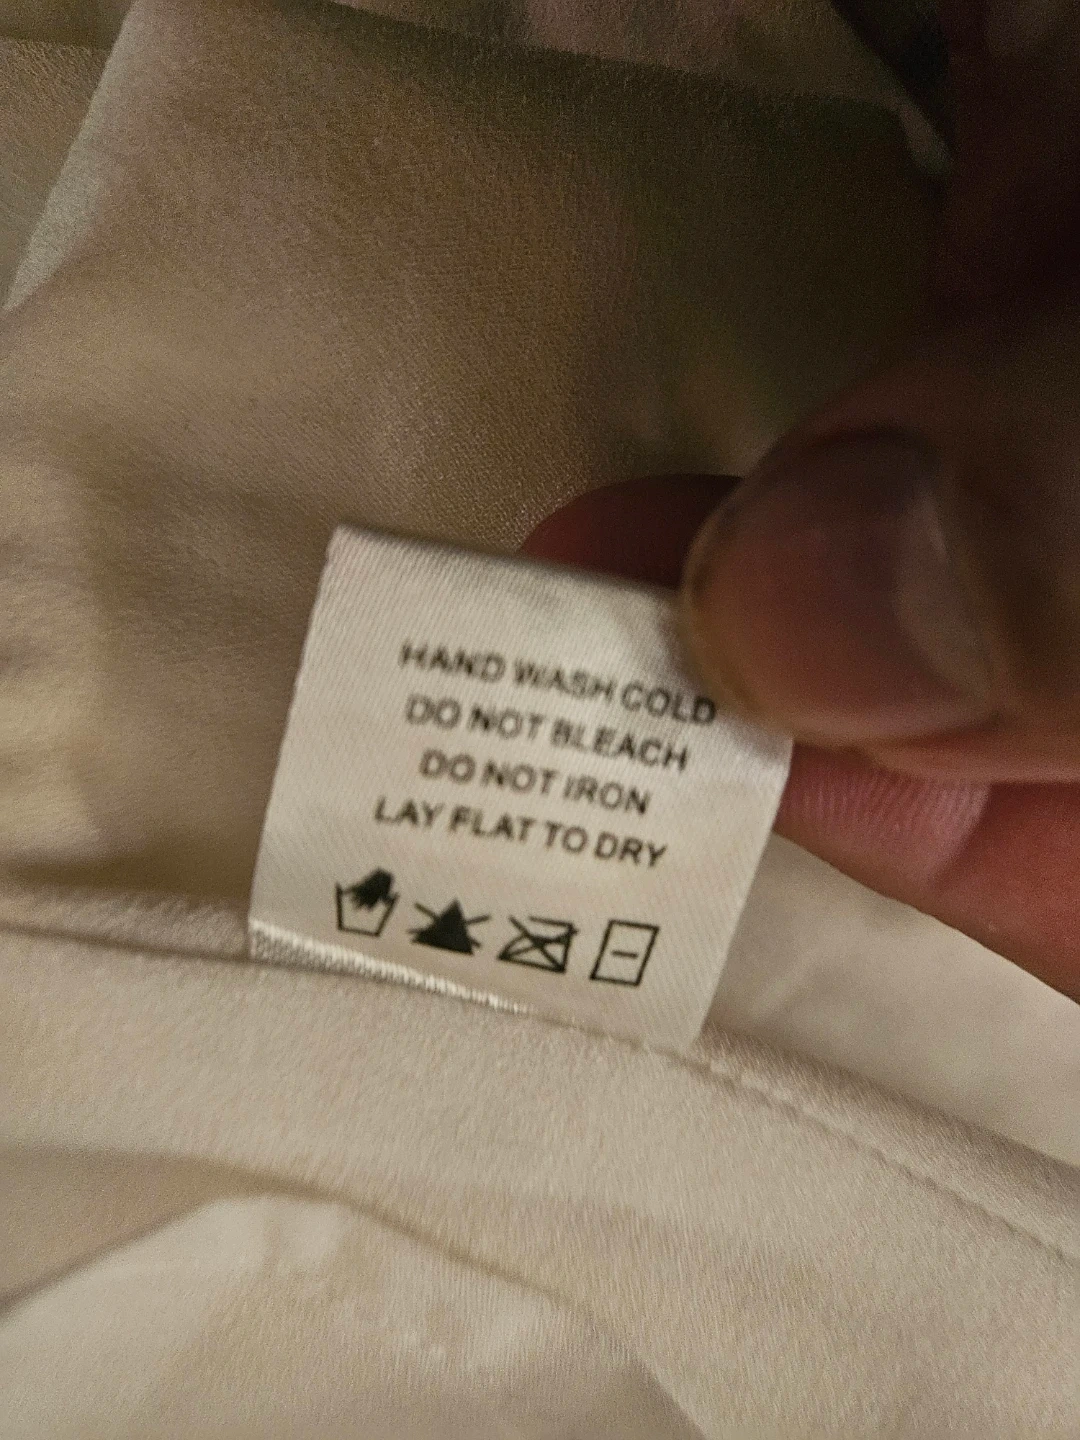 HAND WASH COLD
DO NOT BLEACH
DO NOT IRON
LAY FLAT TO DRY